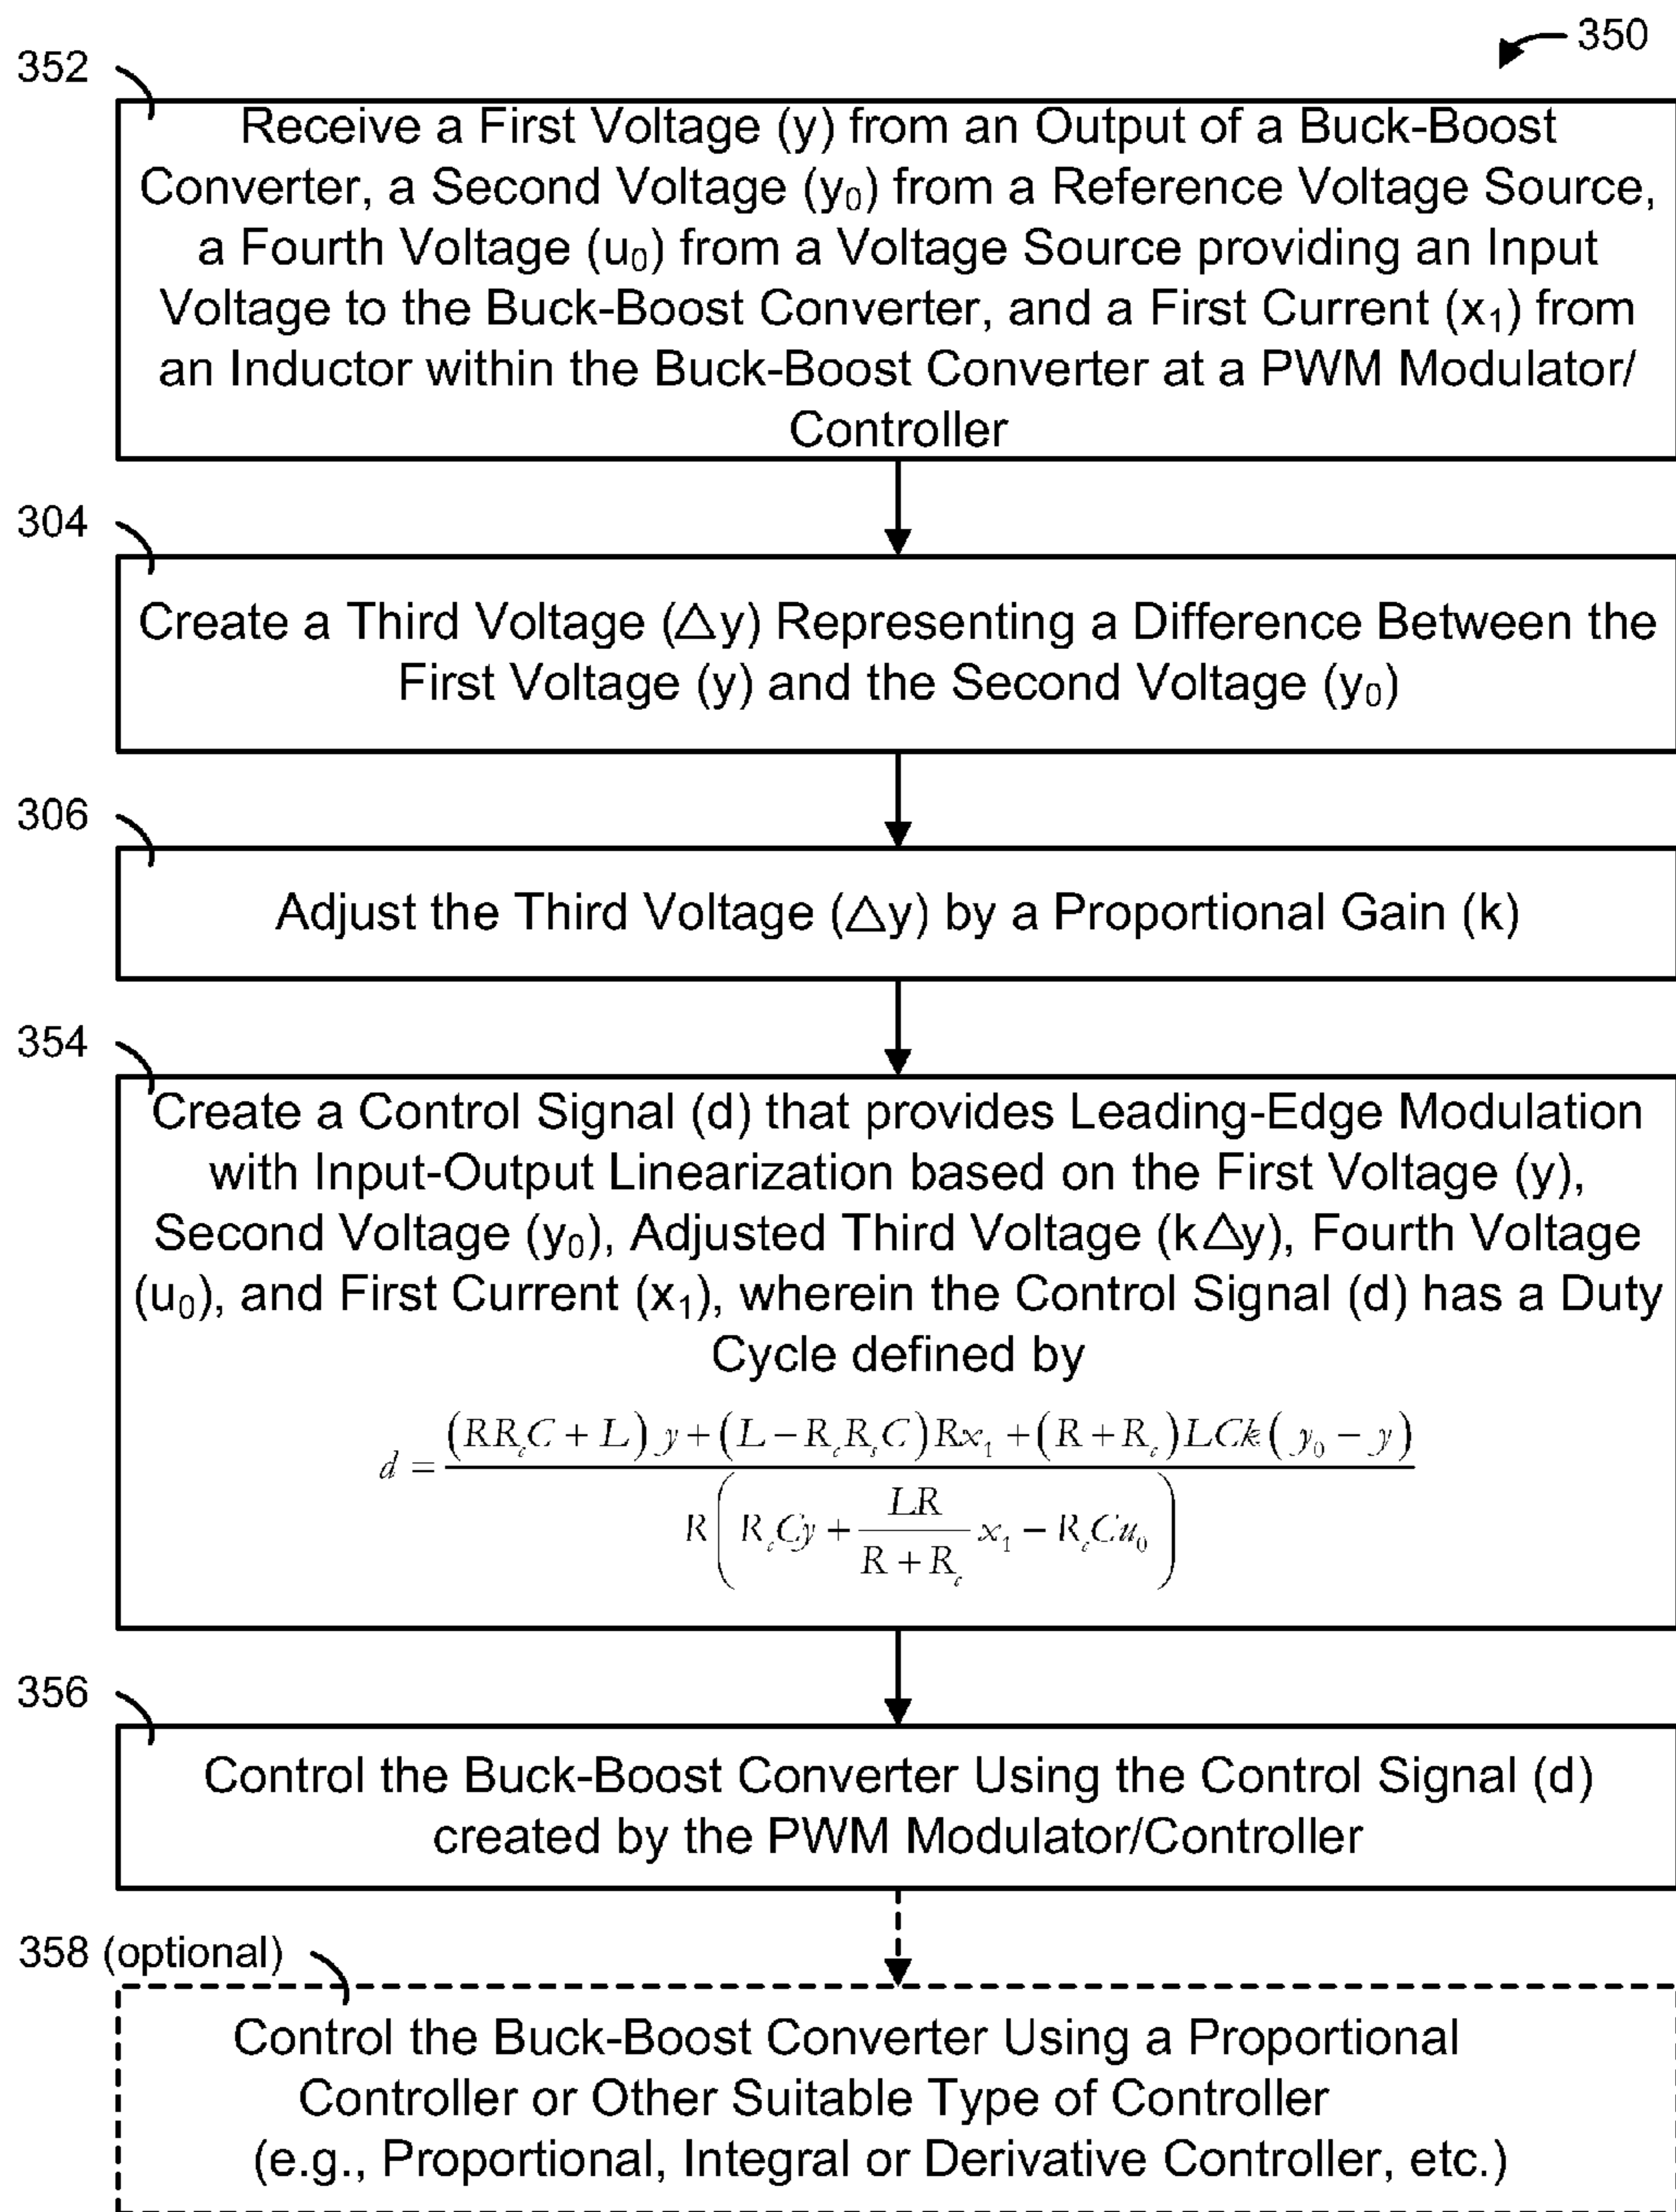 350
352
Receive a First Voltage (y) from an Output of a Buck-Boost
Converter, a Second Voltage (y₀) from a Reference Voltage Source,
a Fourth Voltage (u₀) from a Voltage Source providing an Input
Voltage to the Buck-Boost Converter, and a First Current (x₁) from
an Inductor within the Buck-Boost Converter at a PWM Modulator/
Controller
304
Create a Third Voltage (△y) Representing a Difference Between the
First Voltage (y) and the Second Voltage (y₀)
306
Adjust the Third Voltage (△y) by a Proportional Gain (k)
354
Create a Control Signal (d) that provides Leading-Edge Modulation
with Input-Output Linearization based on the First Voltage (y),
Second Voltage (y₀), Adjusted Third Voltage (k△y), Fourth Voltage
(u₀), and First Current (x₁), wherein the Control Signal (d) has a Duty
Cycle defined by
d = ((RR_cC + L) y + (L − R_cR_sC)Rx₁ + (R + R_c)LCk(y₀ − y)) / (R(R_cCy + (LR / (R + R_c)) x₁ − R_cCu₀))
356
Control the Buck-Boost Converter Using the Control Signal (d)
created by the PWM Modulator/Controller
358 (optional)
Control the Buck-Boost Converter Using a Proportional
Controller or Other Suitable Type of Controller
(e.g., Proportional, Integral or Derivative Controller, etc.)